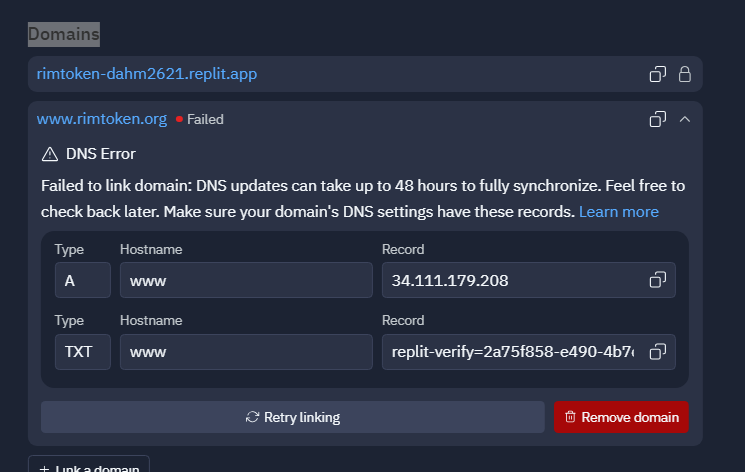 Domains
rimtoken-dahm2621.replit.app
www.rimtoken.org Failed
DNS Error
Failed to link domain: DNS updates can take up to 48 hours to fully synchronize. Feel free to
check back later. Make sure your domain's DNS settings have these records. Learn more
Type Hostname Record
A www 34.111.179.208
Type Hostname Record
TXT www replit-verify=2a75f858-e490-4b7
Retry linking Remove domain
+ Link a domain